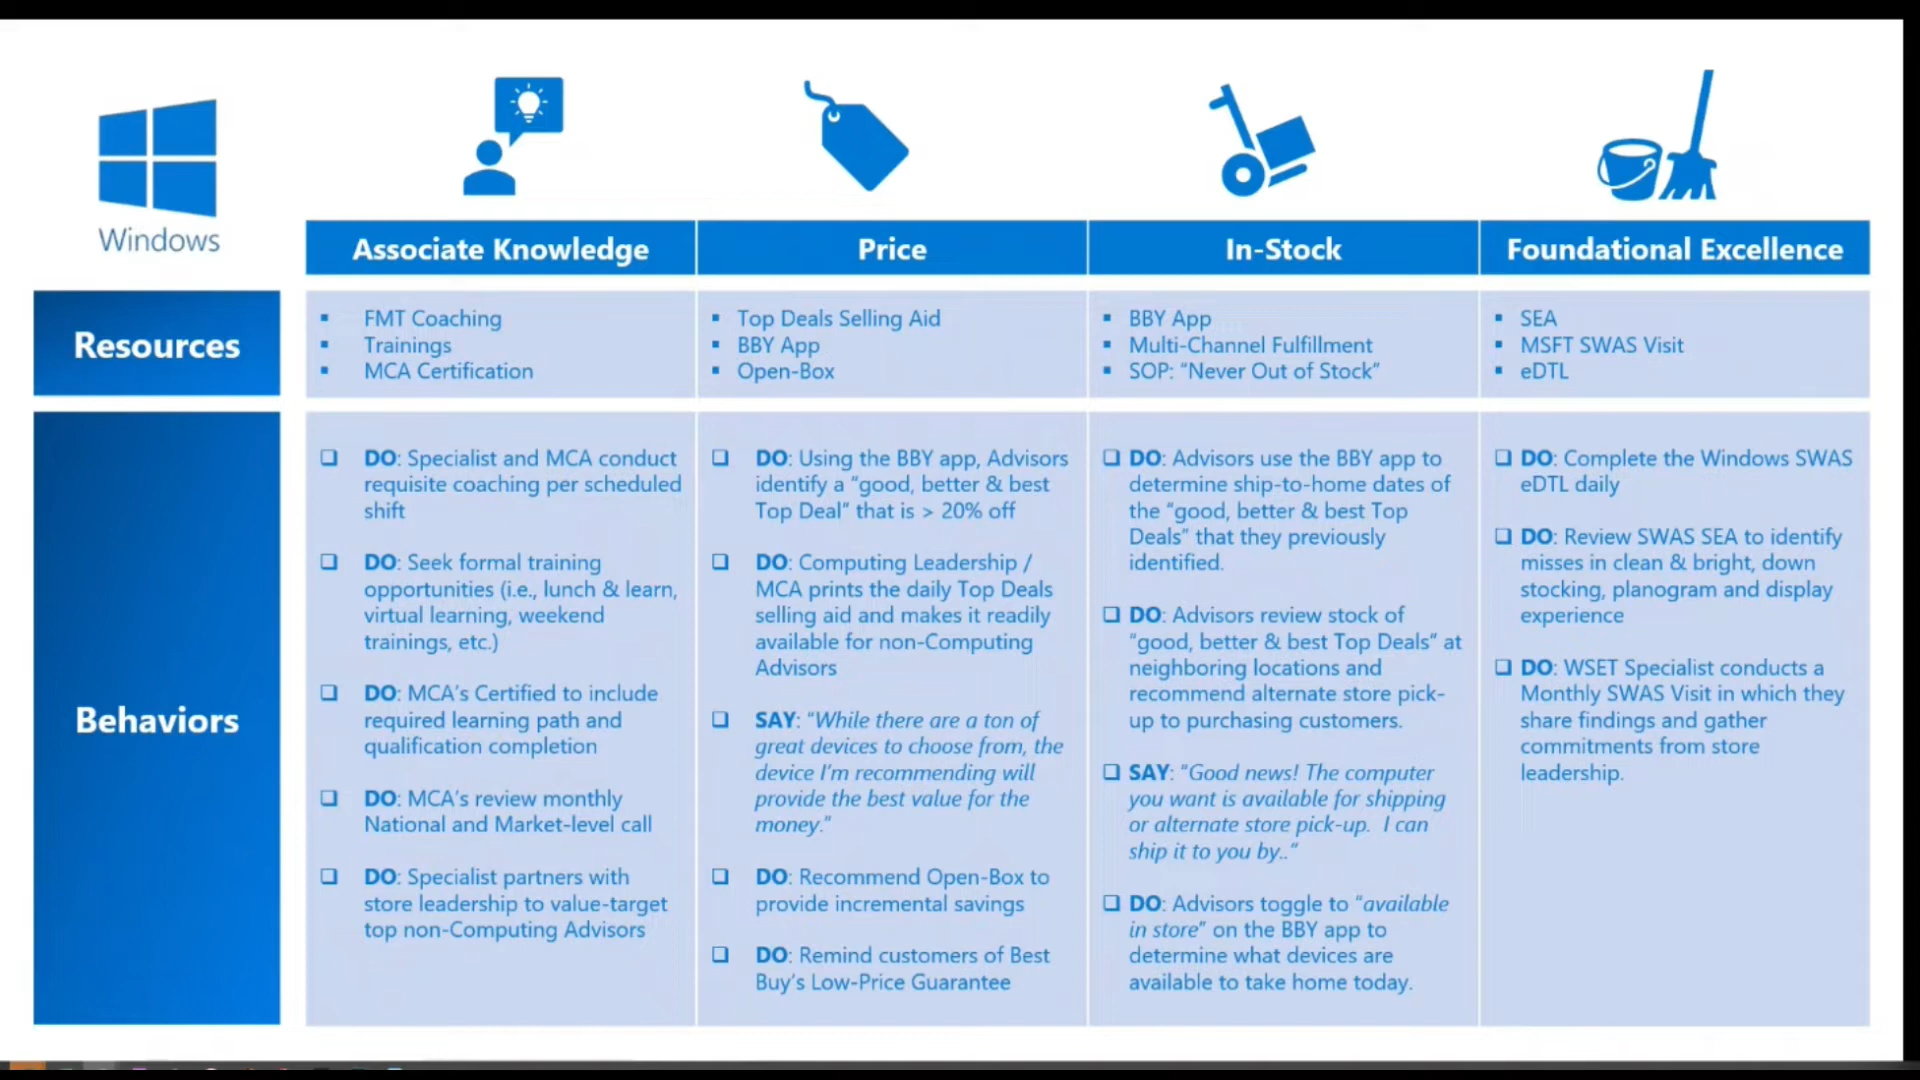 Windows
Associate Knowledge
Price
In-Stock
Foundational Excellence
Resources
▪ FMT Coaching
▪ Trainings
▪ MCA Certification
▪ Top Deals Selling Aid
▪ BBY App
▪ Open-Box
▪ BBY App
▪ Multi-Channel Fulfillment
▪ SOP: “Never Out of Stock”
▪ SEA
▪ MSFT SWAS Visit
▪ eDTL
Behaviors
❑ DO: Specialist and MCA conduct
requisite coaching per scheduled
shift
❑ DO: Seek formal training
opportunities (i.e., lunch & learn,
virtual learning, weekend
trainings, etc.)
❑ DO: MCA’s Certified to include
required learning path and
qualification completion
❑ DO: MCA’s review monthly
National and Market-level call
❑ DO: Specialist partners with
store leadership to value-target
top non-Computing Advisors
❑ DO: Using the BBY app, Advisors
identify a “good, better & best
Top Deal” that is > 20% off
❑ DO: Computing Leadership /
MCA prints the daily Top Deals
selling aid and makes it readily
available for non-Computing
Advisors
❑ SAY: “While there are a ton of
great devices to choose from, the
device I’m recommending will
provide the best value for the
money.”
❑ DO: Recommend Open-Box to
provide incremental savings
❑ DO: Remind customers of Best
Buy’s Low-Price Guarantee
❑ DO: Advisors use the BBY app to
determine ship-to-home dates of
the “good, better & best Top
Deals” that they previously
identified.
❑ DO: Advisors review stock of
“good, better & best Top Deals” at
neighboring locations and
recommend alternate store pick-
up to purchasing customers.
❑ SAY: “Good news! The computer
you want is available for shipping
or alternate store pick-up.  I can
ship it to you by..”
❑ DO: Advisors toggle to “available
in store” on the BBY app to
determine what devices are
available to take home today.
❑ DO: Complete the Windows SWAS
eDTL daily
❑ DO: Review SWAS SEA to identify
misses in clean & bright, down
stocking, planogram and display
experience
❑ DO: WSET Specialist conducts a
Monthly SWAS Visit in which they
share findings and gather
commitments from store
leadership.